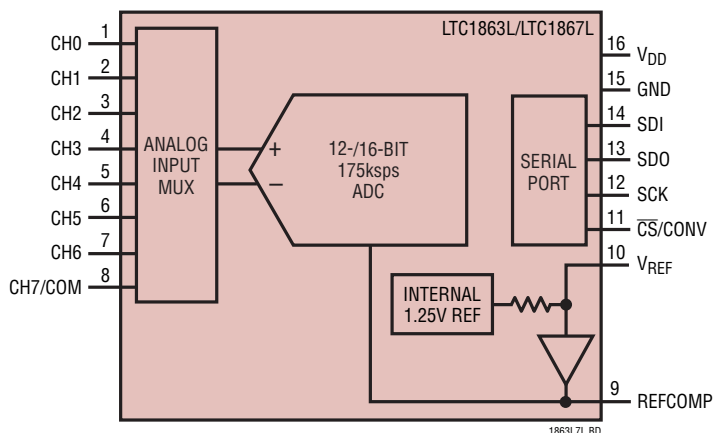 LTC1863L/LTC1867L
CH0 1
CH1 2
CH2 3
CH3 4
CH4 5
CH5 6
CH6 7
CH7/COM 8
ANALOG
INPUT
MUX
+
–
12-/16-BIT
175ksps
ADC
SERIAL
PORT
INTERNAL
1.25V REF
16 VDD
15 GND
14 SDI
13 SDO
12 SCK
11 C̅S̅/CONV
10 VREF
9 REFCOMP
1863L7L BD